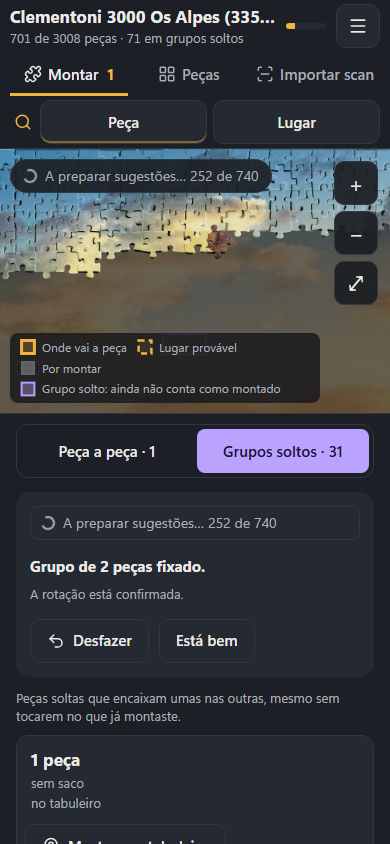 Clementoni 3000 Os Alpes (335...
701 de 3008 peças · 71 em grupos soltos
Montar 1
Peças
Importar scan
Peça
Lugar
A preparar sugestões... 252 de 740
Onde vai a peça
Lugar provável
Por montar
Grupo solto: ainda não conta como montado
Peça a peça · 1
Grupos soltos · 31
A preparar sugestões... 252 de 740
Grupo de 2 peças fixado.
A rotação está confirmada.
Desfazer
Está bem
Peças soltas que encaixam umas nas outras, mesmo sem
tocarem no que já montaste.
1 peça
sem saco
no tabuleiro